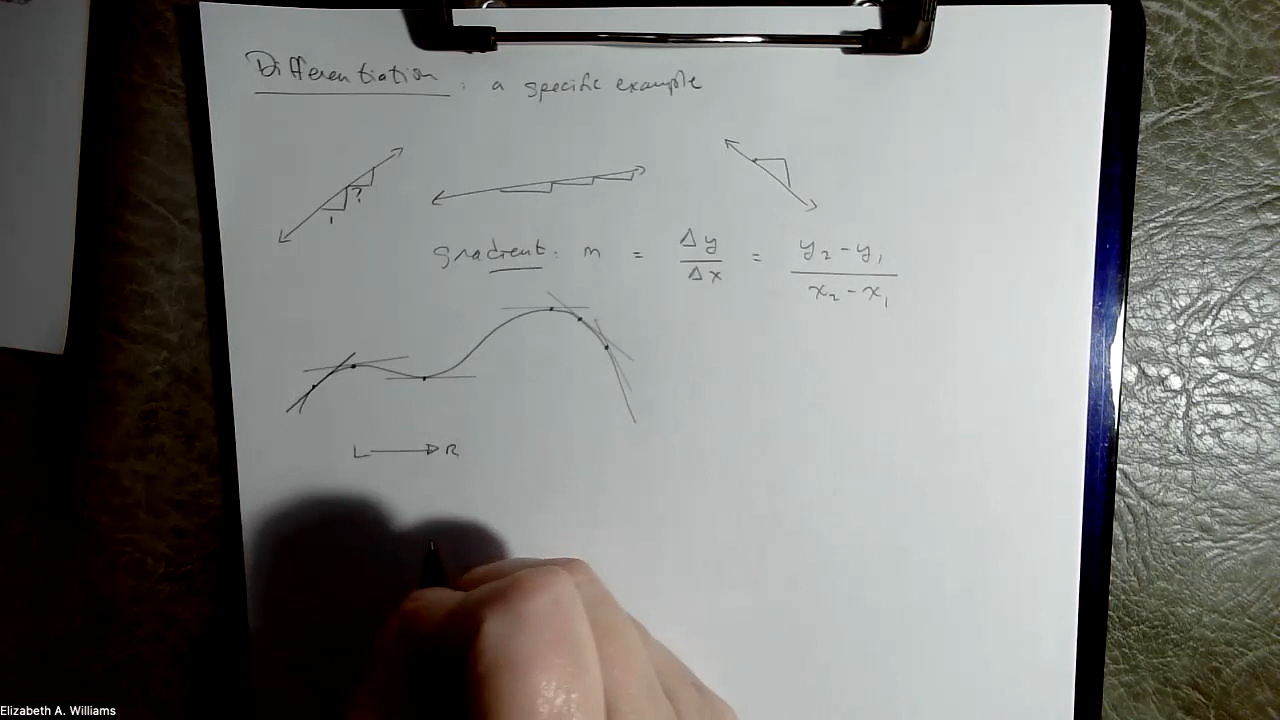 Differentiation: a specific example
1 ?
gradient: m = Δy/Δx = y₂ - y₁ / x₂ - x₁
L → R
Elizabeth A. Williams